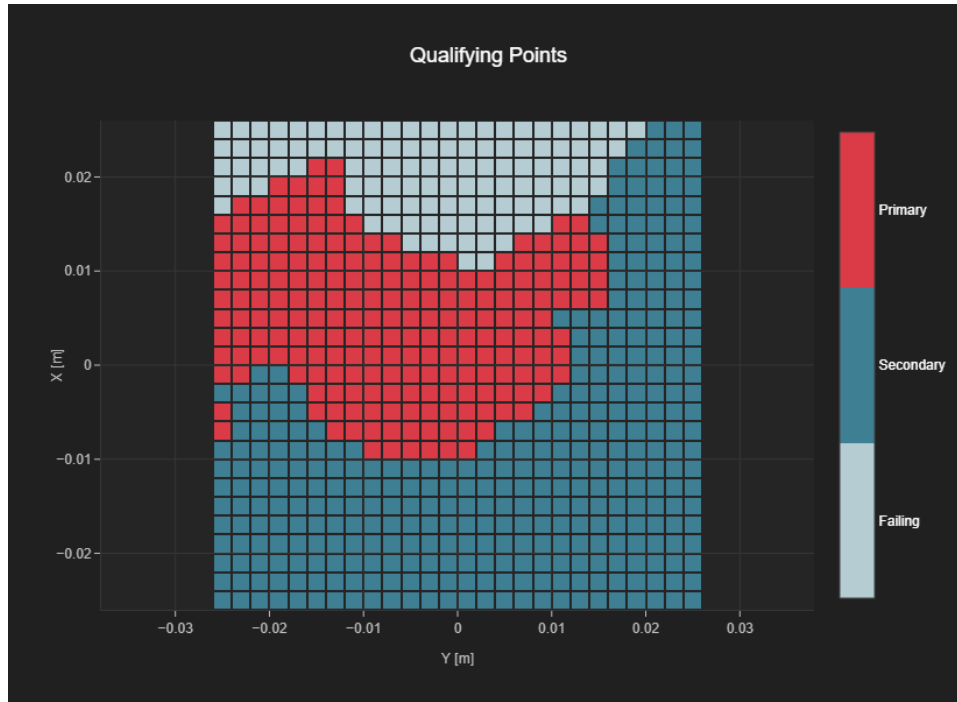 Qualifying Points
0.02
0.01
0
−0.01
−0.02
X [m]
−0.03
−0.02
−0.01
0
0.01
0.02
0.03
Y [m]
Primary
Secondary
Failing